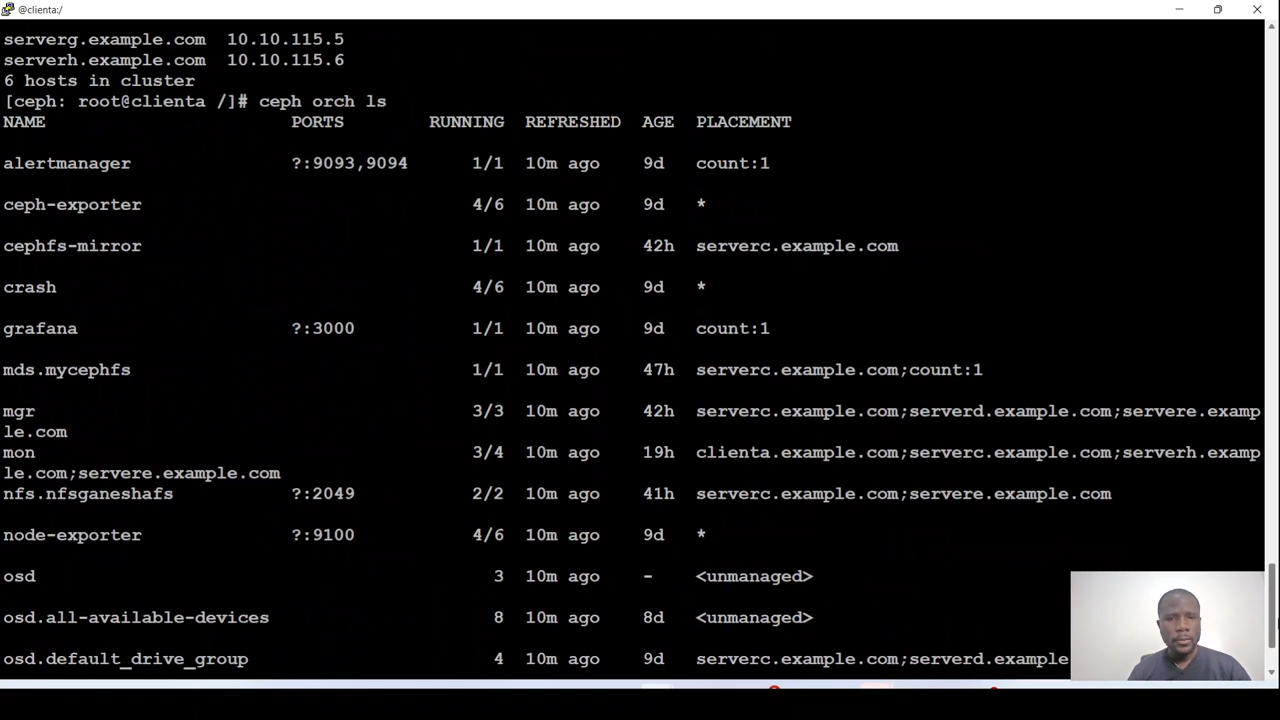 @clienta:/
serverg.example.com 10.10.115.5
serverh.example.com 10.10.115.6
6 hosts in cluster
[ceph: root@clienta /]# ceph orch ls
NAME PORTS RUNNING REFRESHED AGE PLACEMENT
alertmanager ?:9093,9094 1/1 10m ago 9d count:1
ceph-exporter 4/6 10m ago 9d *
cephfs-mirror 1/1 10m ago 42h serverc.example.com
crash 4/6 10m ago 9d *
grafana ?:3000 1/1 10m ago 9d count:1
mds.mycephfs 1/1 10m ago 47h serverc.example.com;count:1
mgr 3/3 10m ago 42h serverc.example.com;serverd.example.com;servere.examp
le.com
mon 3/4 10m ago 19h clienta.example.com;serverc.example.com;serverh.examp
le.com;servere.example.com
nfs.nfsganeshafs ?:2049 2/2 10m ago 41h serverc.example.com;servere.example.com
node-exporter ?:9100 4/6 10m ago 9d *
osd 3 10m ago - <unmanaged>
osd.all-available-devices 8 10m ago 8d <unmanaged>
osd.default_drive_group 4 10m ago 9d serverc.example.com;serverd.example